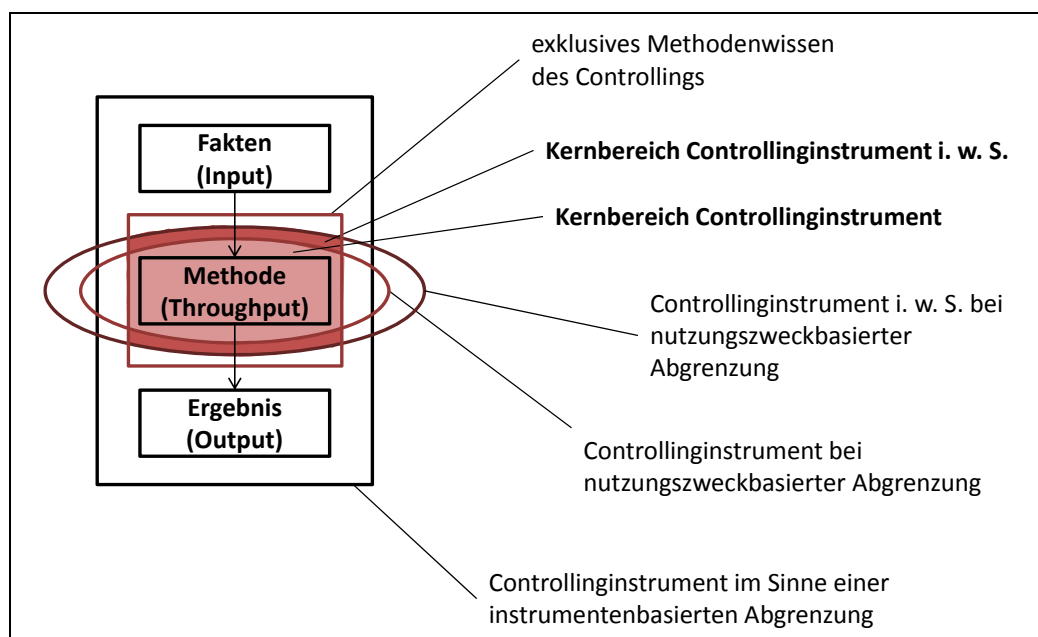 exklusives Methodenwissen
des Controllings
Fakten
(Input)
Kernbereich Controllinginstrument i. w. S.
Kernbereich Controllinginstrument
Methode
(Throughput)
Controllinginstrument i. w. S. bei
nutzungszweckbasierter
Abgrenzung
Ergebnis
(Output)
Controllinginstrument bei
nutzungszweckbasierter Abgrenzung
Controllinginstrument im Sinne einer
instrumentenbasierten Abgrenzung